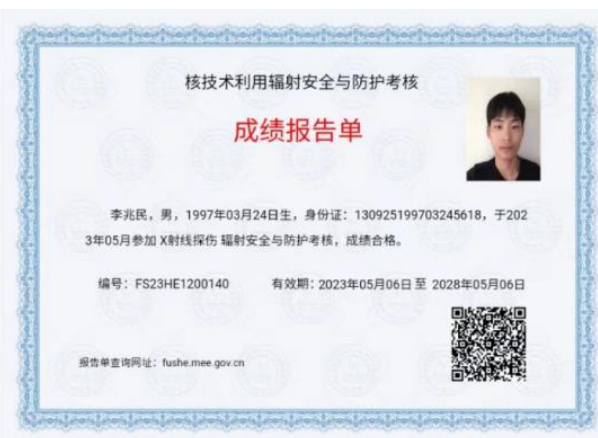 核技术利用辐射安全与防护考核
成绩报告单
李兆民，男，1997年03月24日生，身份证：130925199703245618，于202
3年05月参加 X射线探伤 辐射安全与防护考核，成绩合格。
编号：FS23HE1200140 有效期：2023年05月06日 至 2028年05月06日
报告单查询网址：fushe.mee.gov.cn